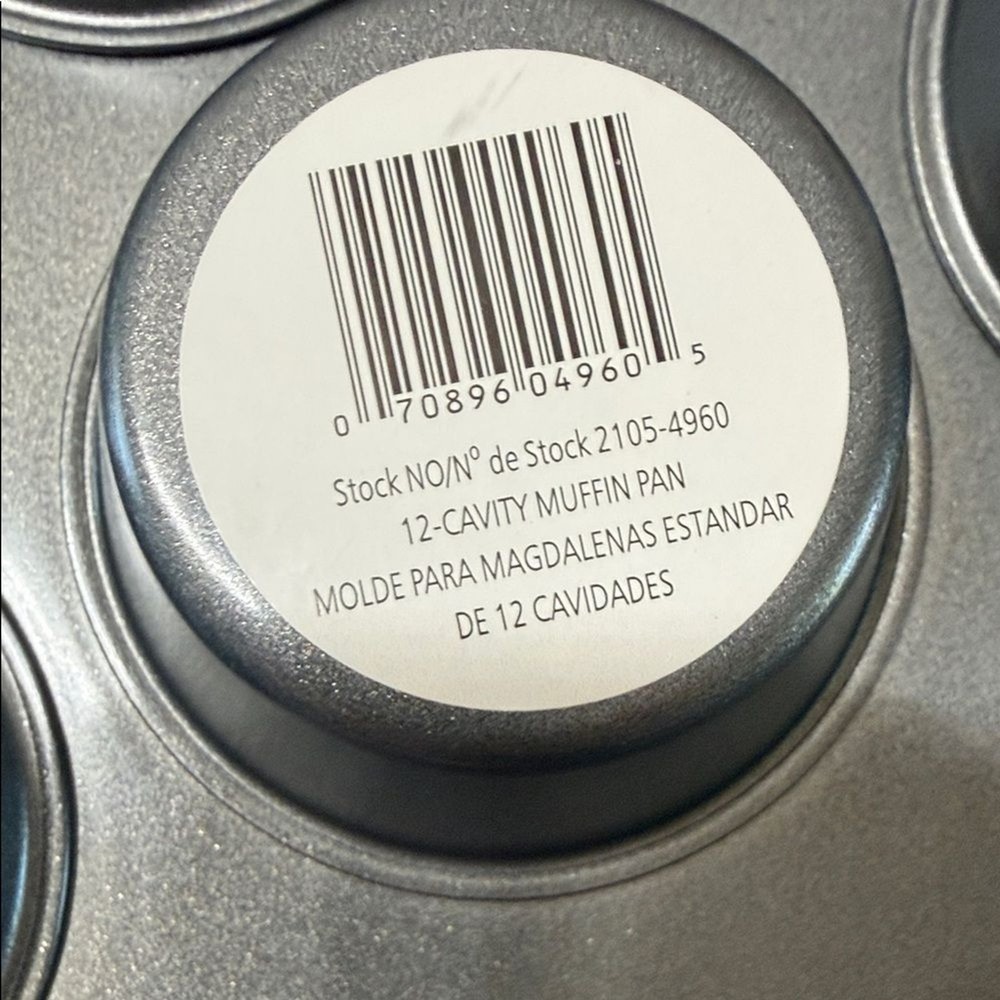 0 70896 04960 5
Stock NO/Nº de Stock 2105-4960
12-CAVITY MUFFIN PAN
MOLDE PARA MAGDALENAS ESTANDAR
DE 12 CAVIDADES